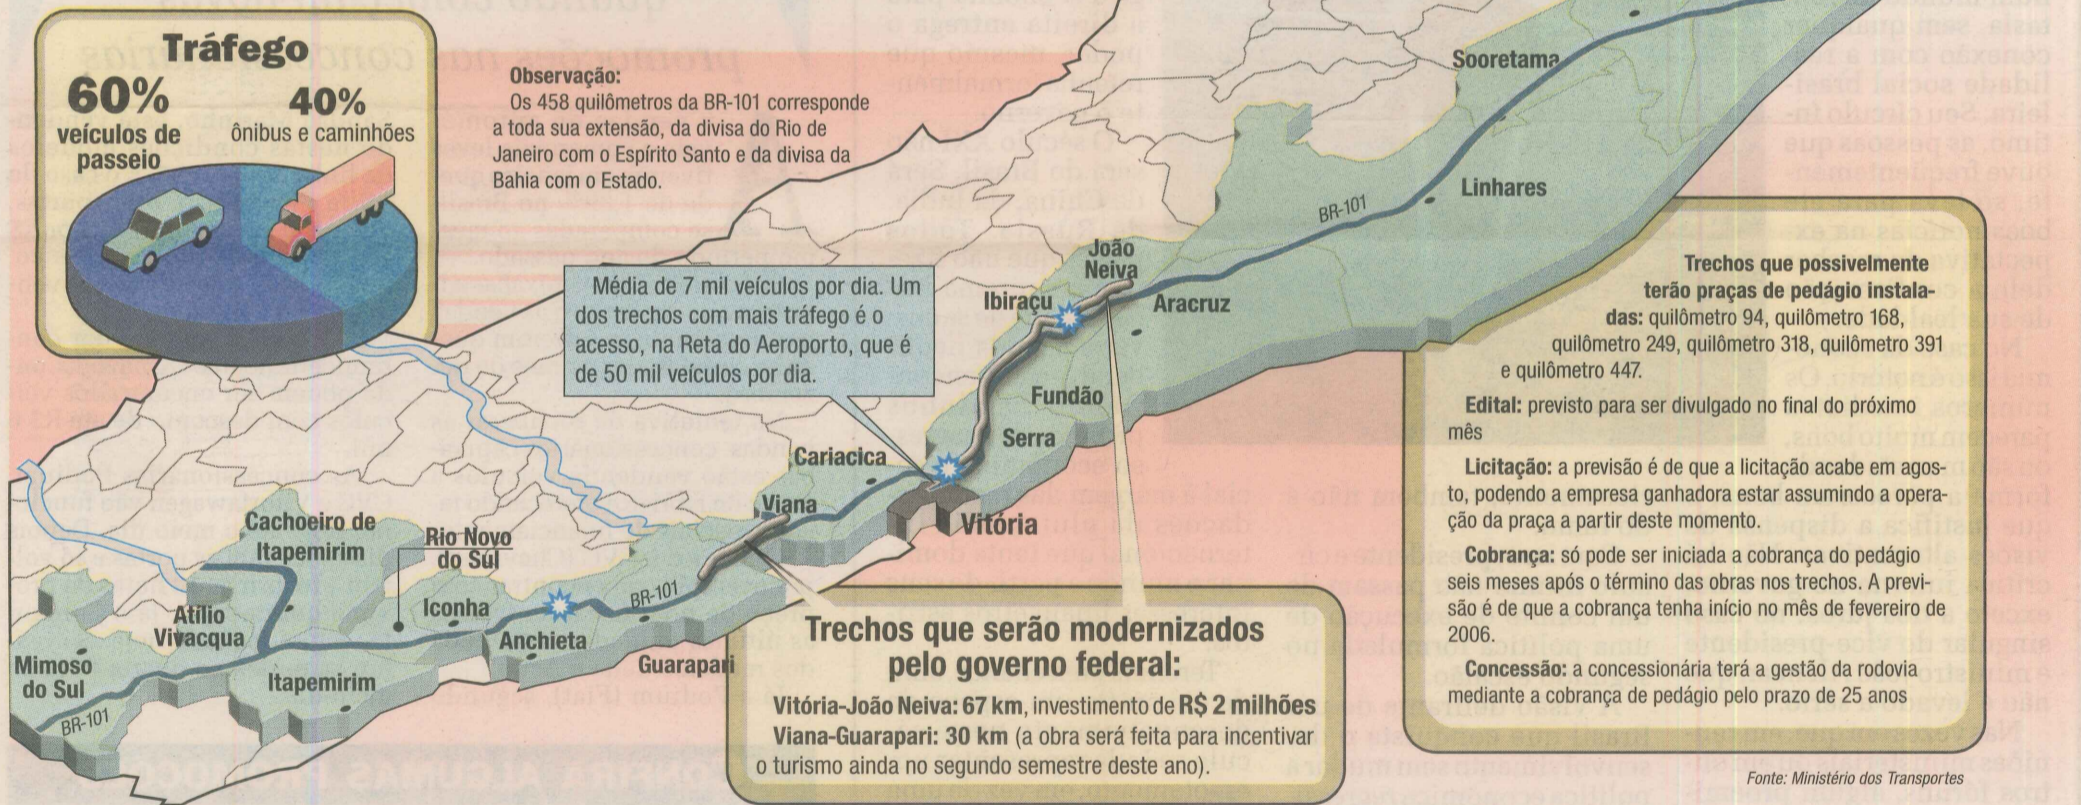 Tráfego
60%
veículos de
passeio
40%
ônibus e caminhões
Observação:
Os 458 quilômetros da BR-101 corresponde
a toda sua extensão, da divisa do Rio de
Janeiro com o Espírito Santo e da divisa da
Bahia com o Estado.
Média de 7 mil veículos por dia. Um
dos trechos com mais tráfego é o
acesso, na Reta do Aeroporto, que é
de 50 mil veículos por dia.
Sooretama
Linhares
BR-101
João
Neiva
Ibiraçu
Aracruz
Fundão
Serra
Cariacica
Viana
Vitória
Cachoeiro de
Itapemirim
Rio Novo
do Súl
Iconha
BR-101
Atílio
Vivacqua
Anchieta
Guarapari
Mimoso
do Sul
Itapemirim
BR-101
Trechos que serão modernizados
pelo governo federal:
Vitória-João Neiva: 67 km, investimento de R$ 2 milhões
Viana-Guarapari: 30 km (a obra será feita para incentivar
o turismo ainda no segundo semestre deste ano).
Trechos que possivelmente
terão praças de pedágio instala-
das: quilômetro 94, quilômetro 168,
quilômetro 249, quilômetro 318, quilômetro 391
e quilômetro 447.
Edital: previsto para ser divulgado no final do próximo
mês
Licitação: a previsão é de que a licitação acabe em agos-
to, podendo a empresa ganhadora estar assumindo a opera-
ção da praça a partir deste momento.
Cobrança: só pode ser iniciada a cobrança do pedágio
seis meses após o término das obras nos trechos. A previ-
são é de que a cobrança tenha início no mês de fevereiro de
2006.
Concessão: a concessionária terá a gestão da rodovia
mediante a cobrança de pedágio pelo prazo de 25 anos
Fonte: Ministério dos Transportes